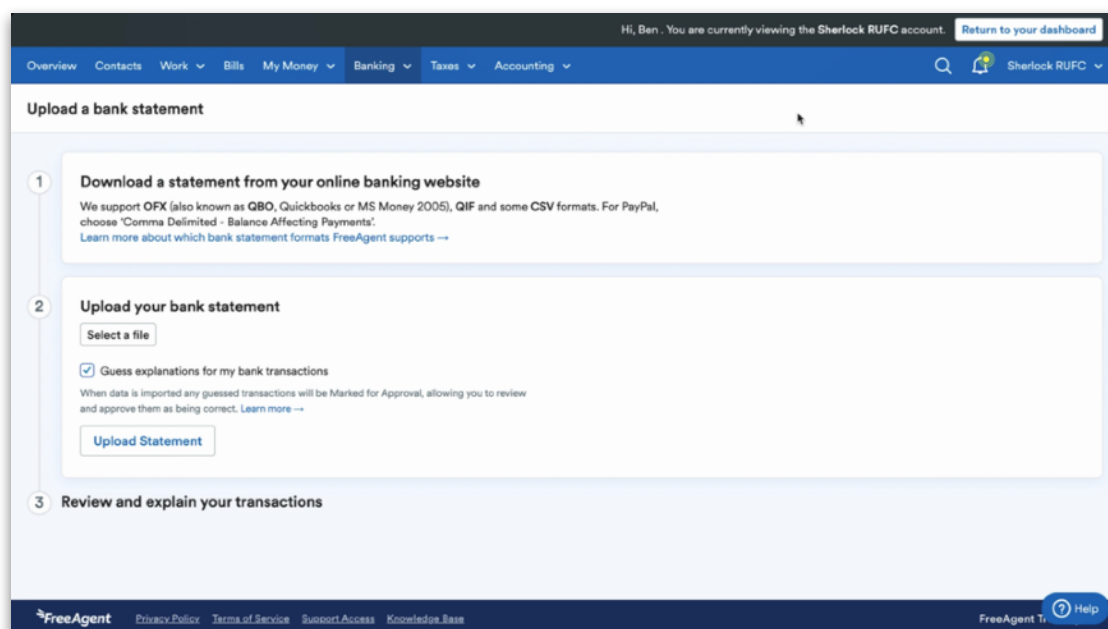 Hi, Ben . You are currently viewing the Sherlock RUFC account. Return to your dashboard
Overview Contacts Work Bills My Money Banking Taxes Accounting Sherlock RUFC
Upload a bank statement
1 Download a statement from your online banking website
We support OFX (also known as QBO, Quickbooks or MS Money 2005), QIF and some CSV formats. For PayPal,
choose 'Comma Delimited - Balance Affecting Payments'.
Learn more about which bank statement formats FreeAgent supports →
2 Upload your bank statement
Select a file
Guess explanations for my bank transactions
When data is imported any guessed transactions will be Marked for Approval, allowing you to review
and approve them as being correct. Learn more →
Upload Statement
3 Review and explain your transactions
FreeAgent Privacy Policy Terms of Service Support Access Knowledge Base FreeAgent ? Help